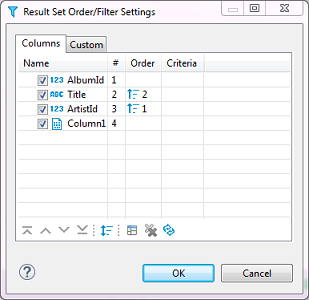 Result Set Order/Filter Settings
Columns Custom
Name # Order Criteria
123 AlbumId 1
ABC Title 2 2
123 ArtistId 3 1
Column1 4
? OK Cancel